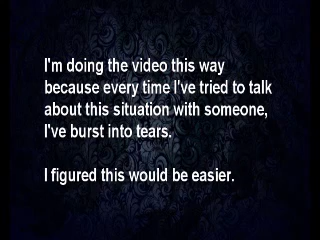 I'm doing the video this way
because every time I've tried to talk
about this situation with someone,
I've burst into tears.
I figured this would be easier.